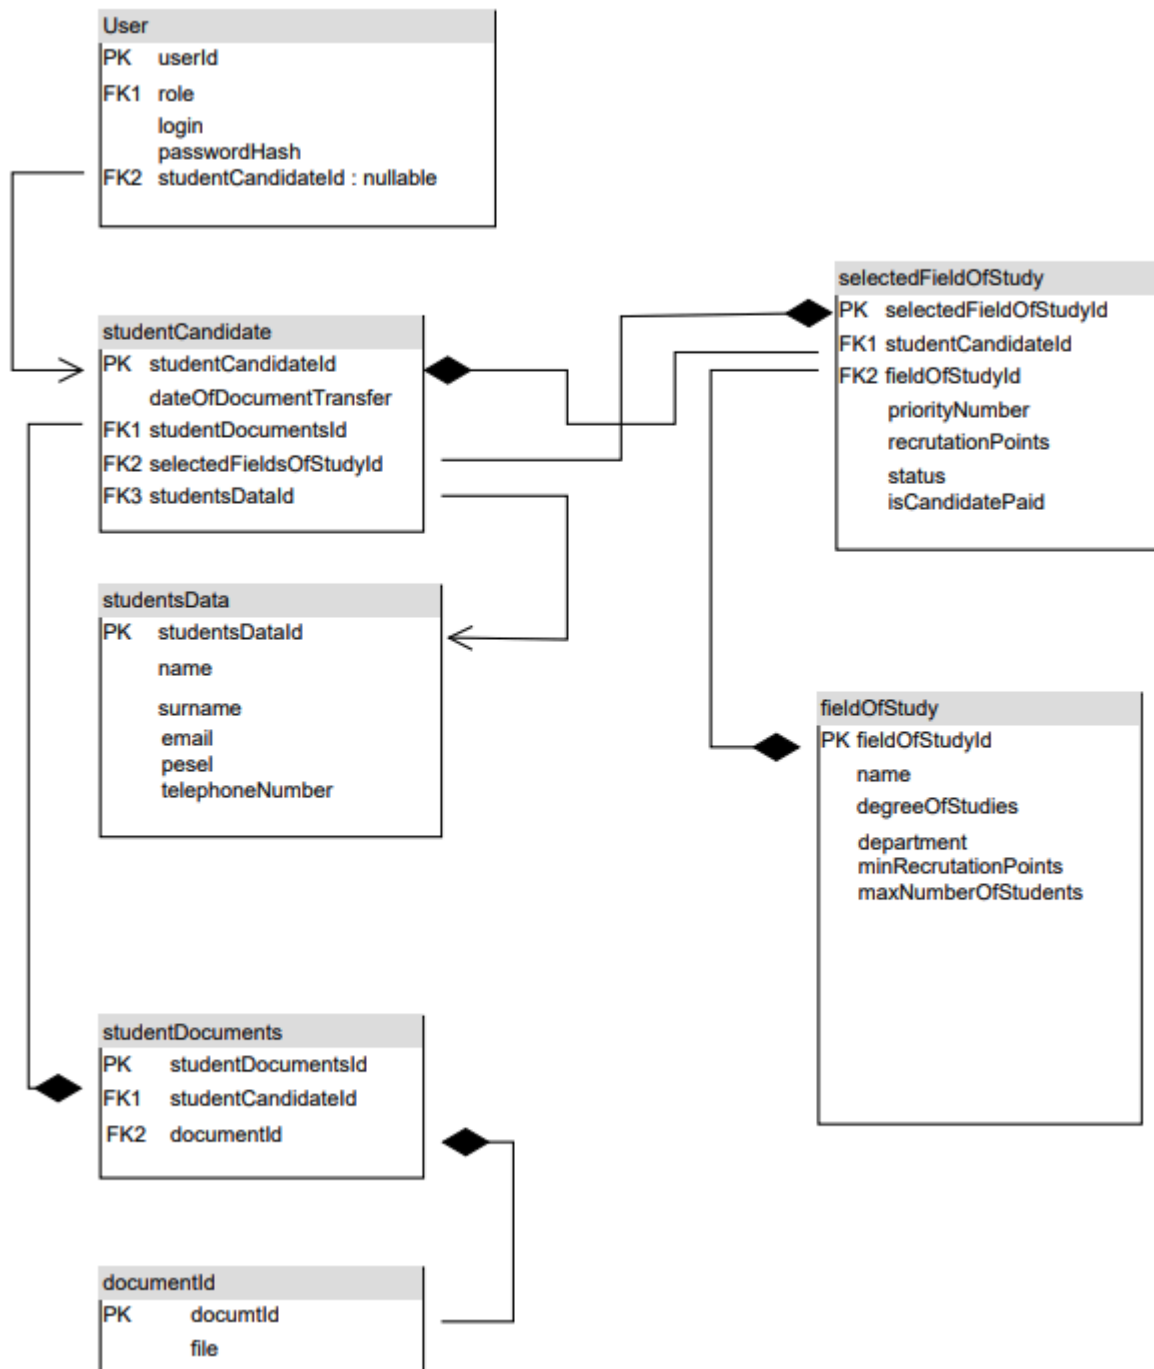 User
PK userId
FK1 role
login
passwordHash
FK2 studentCandidateId : nullable
studentCandidate
PK studentCandidateId
dateOfDocumentTransfer
FK1 studentDocumentsId
FK2 selectedFieldsOfStudyId
FK3 studentsDataId
selectedFieldOfStudy
PK selectedFieldOfStudyId
FK1 studentCandidateId
FK2 fieldOfStudyId
priorityNumber
recrutationPoints
status
isCandidatePaid
studentsData
PK studentsDataId
name
surname
email
pesel
telephoneNumber
fieldOfStudy
PK fieldOfStudyId
name
degreeOfStudies
department
minRecrutationPoints
maxNumberOfStudents
studentDocuments
PK studentDocumentsId
FK1 studentCandidateId
FK2 documentId
documentId
PK documtId
file